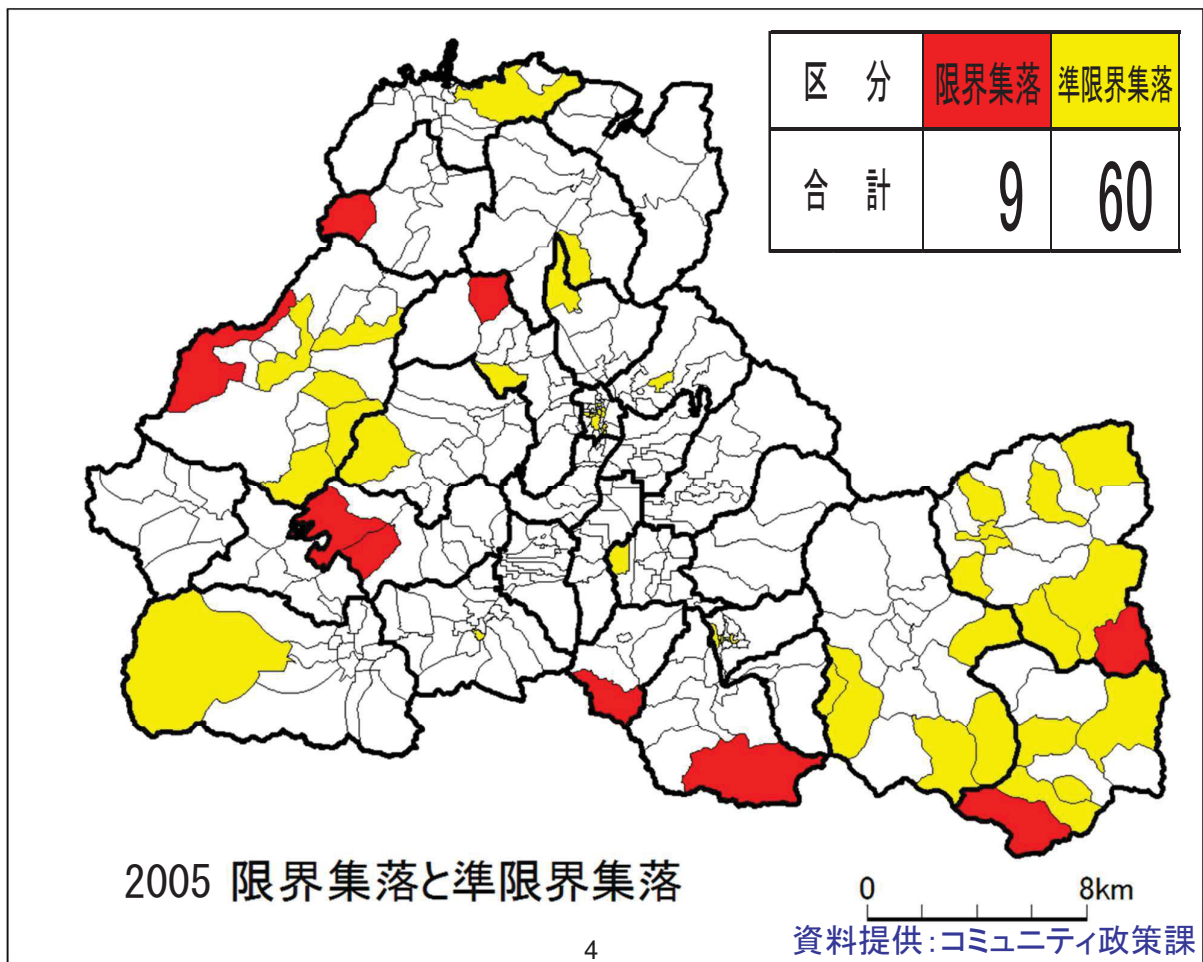 区 分 限界集落 準限界集落
合 計 9 60
2005 限界集落と準限界集落
0 8km
資料提供:コミュニティ政策課
4